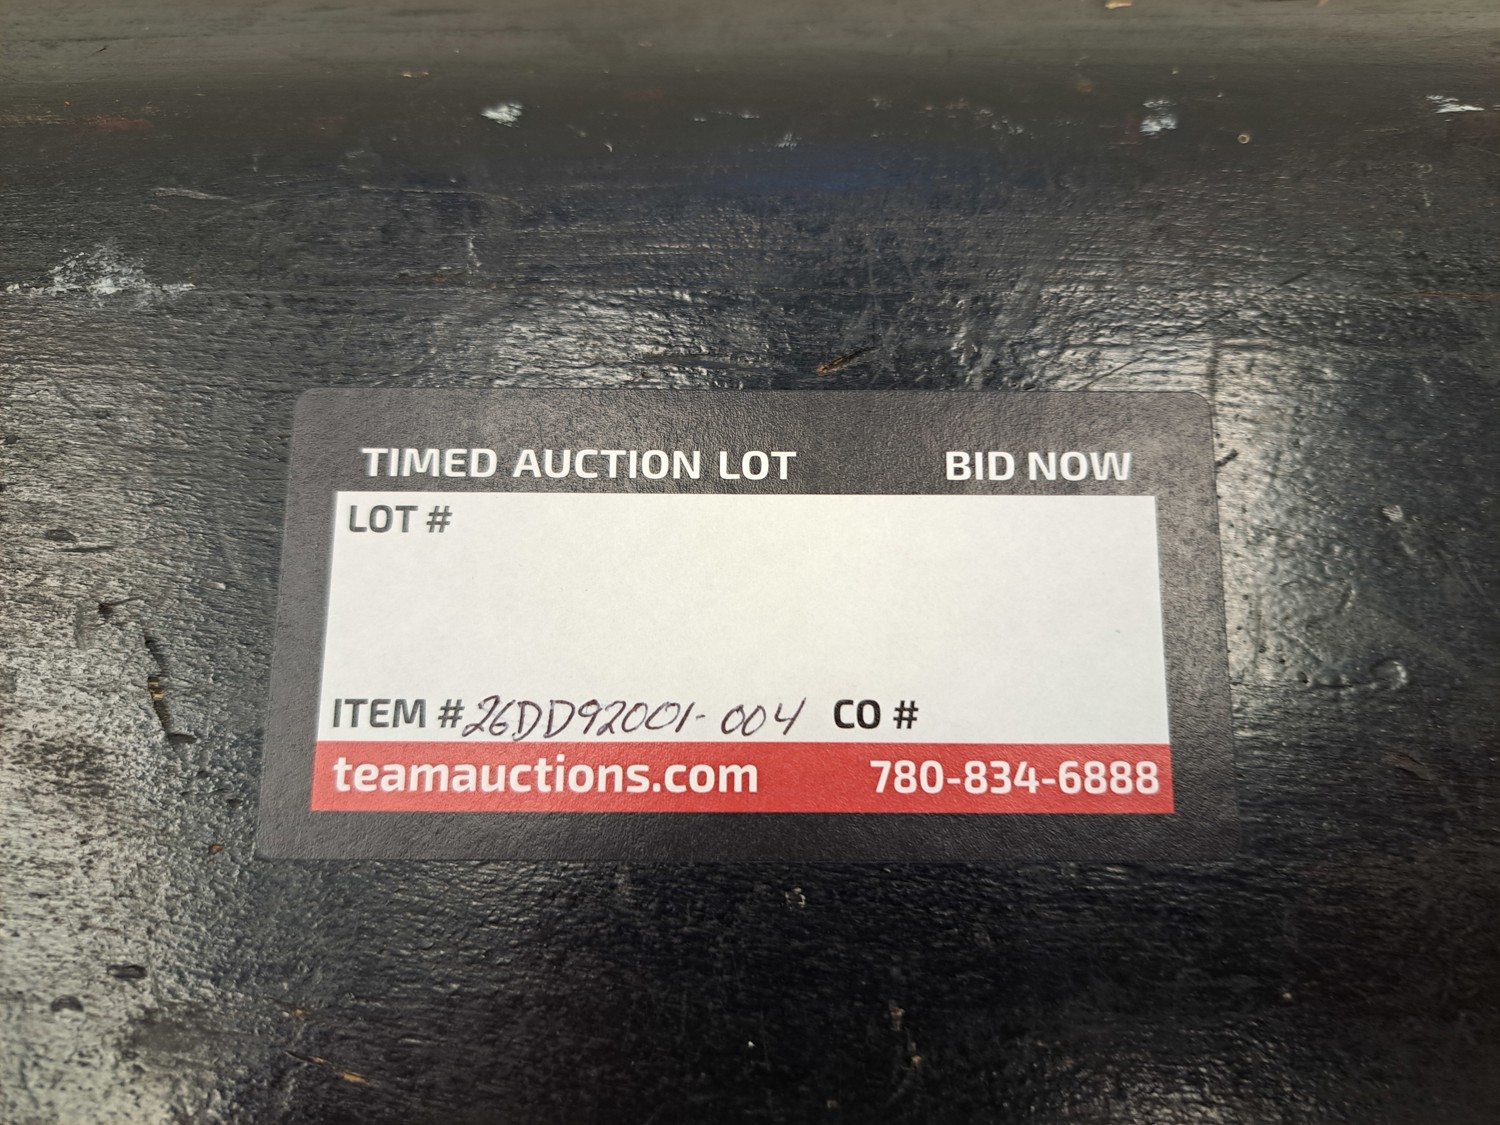 TIMED AUCTION LOT BID NOW
LOT #
ITEM # 26DD92001-004 CO #
teamauctions.com 780-834-6888